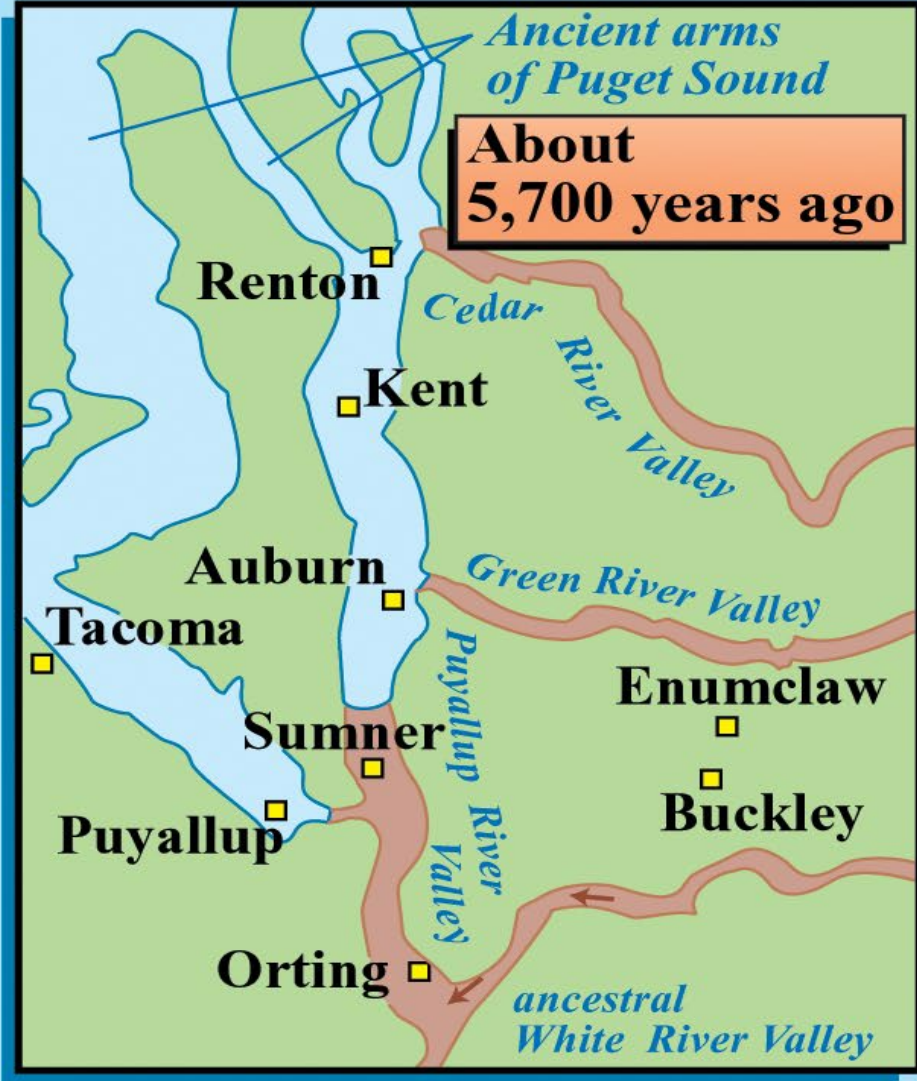 Ancient arms
of Puget Sound
About
5,700 years ago
Renton
Cedar
River Valley
Kent
Auburn
Green River Valley
Tacoma
Enumclaw
Sumner
Puyallup River
Valley
Buckley
Puyallup
Orting
ancestral
White River Valley